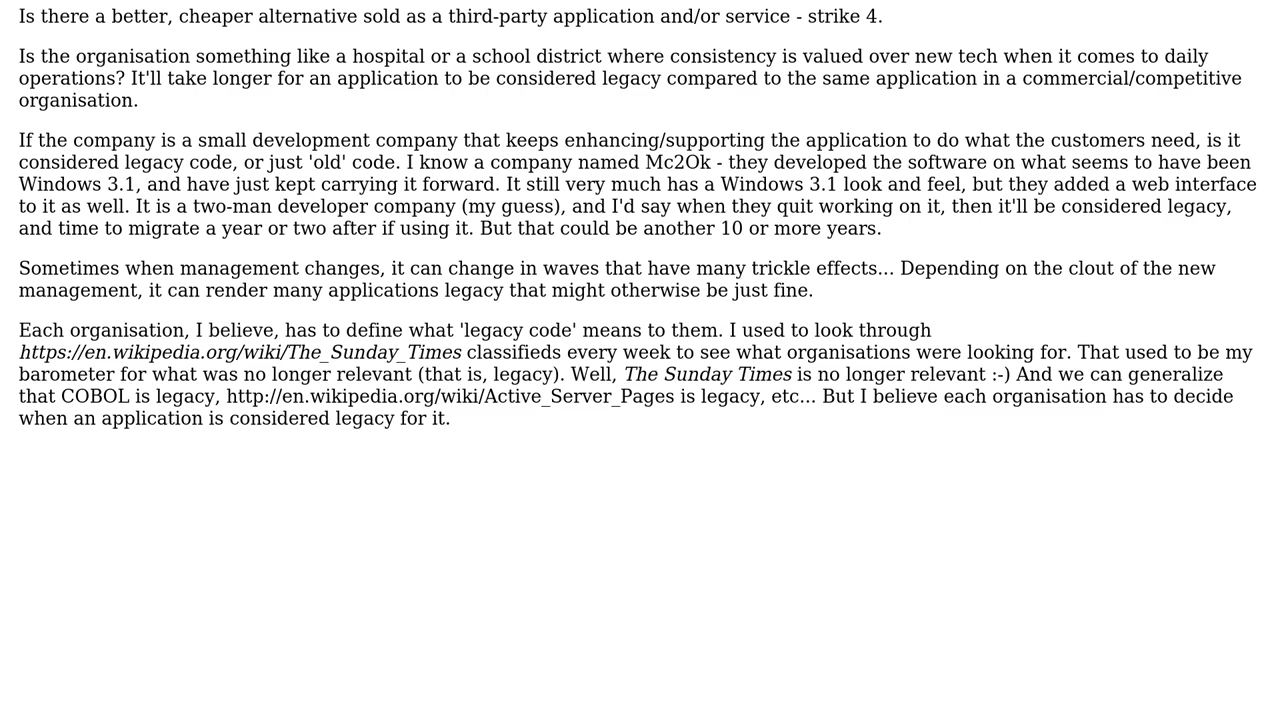 Is there a better, cheaper alternative sold as a third-party application and/or service - strike 4.
Is the organisation something like a hospital or a school district where consistency is valued over new tech when it comes to daily
operations? It'll take longer for an application to be considered legacy compared to the same application in a commercial/competitive
organisation.
If the company is a small development company that keeps enhancing/supporting the application to do what the customers need, is it
considered legacy code, or just 'old' code. I know a company named Mc2Ok - they developed the software on what seems to have been
Windows 3.1, and have just kept carrying it forward. It still very much has a Windows 3.1 look and feel, but they added a web interface
to it as well. It is a two-man developer company (my guess), and I'd say when they quit working on it, then it'll be considered legacy,
and time to migrate a year or two after if using it. But that could be another 10 or more years.
Sometimes when management changes, it can change in waves that have many trickle effects... Depending on the clout of the new
management, it can render many applications legacy that might otherwise be just fine.
Each organisation, I believe, has to define what 'legacy code' means to them. I used to look through
https://en.wikipedia.org/wiki/The_Sunday_Times classifieds every week to see what organisations were looking for. That used to be my
barometer for what was no longer relevant (that is, legacy). Well, The Sunday Times is no longer relevant :-) And we can generalize
that COBOL is legacy, http://en.wikipedia.org/wiki/Active_Server_Pages is legacy, etc... But I believe each organisation has to decide
when an application is considered legacy for it.